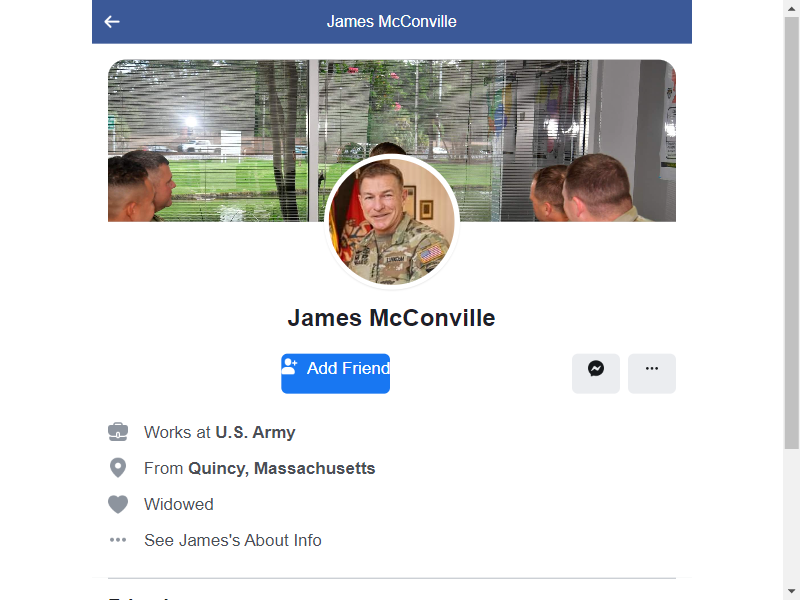 James McConville
James McConville
Add Friend
Works at U.S. Army
From Quincy, Massachusetts
Widowed
See James's About Info